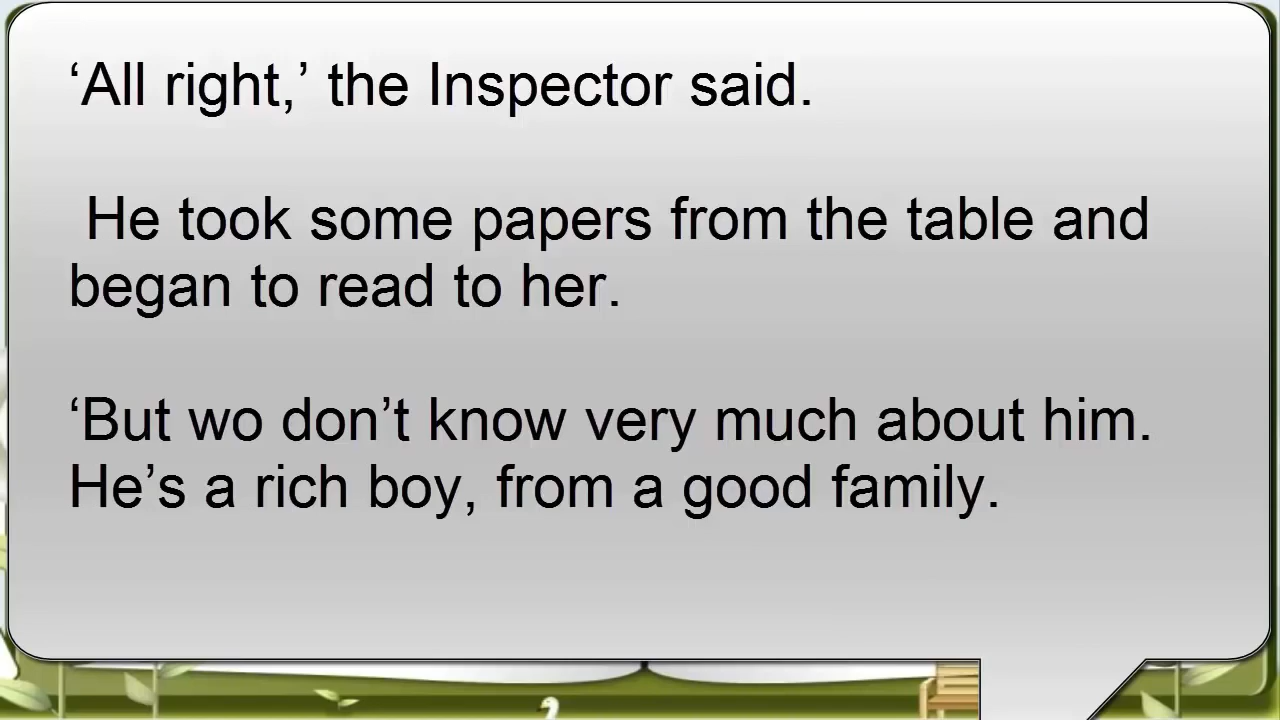 ‘All right,’ the Inspector said.
He took some papers from the table and
began to read to her.
‘But wo don’t know very much about him.
He’s a rich boy, from a good family.